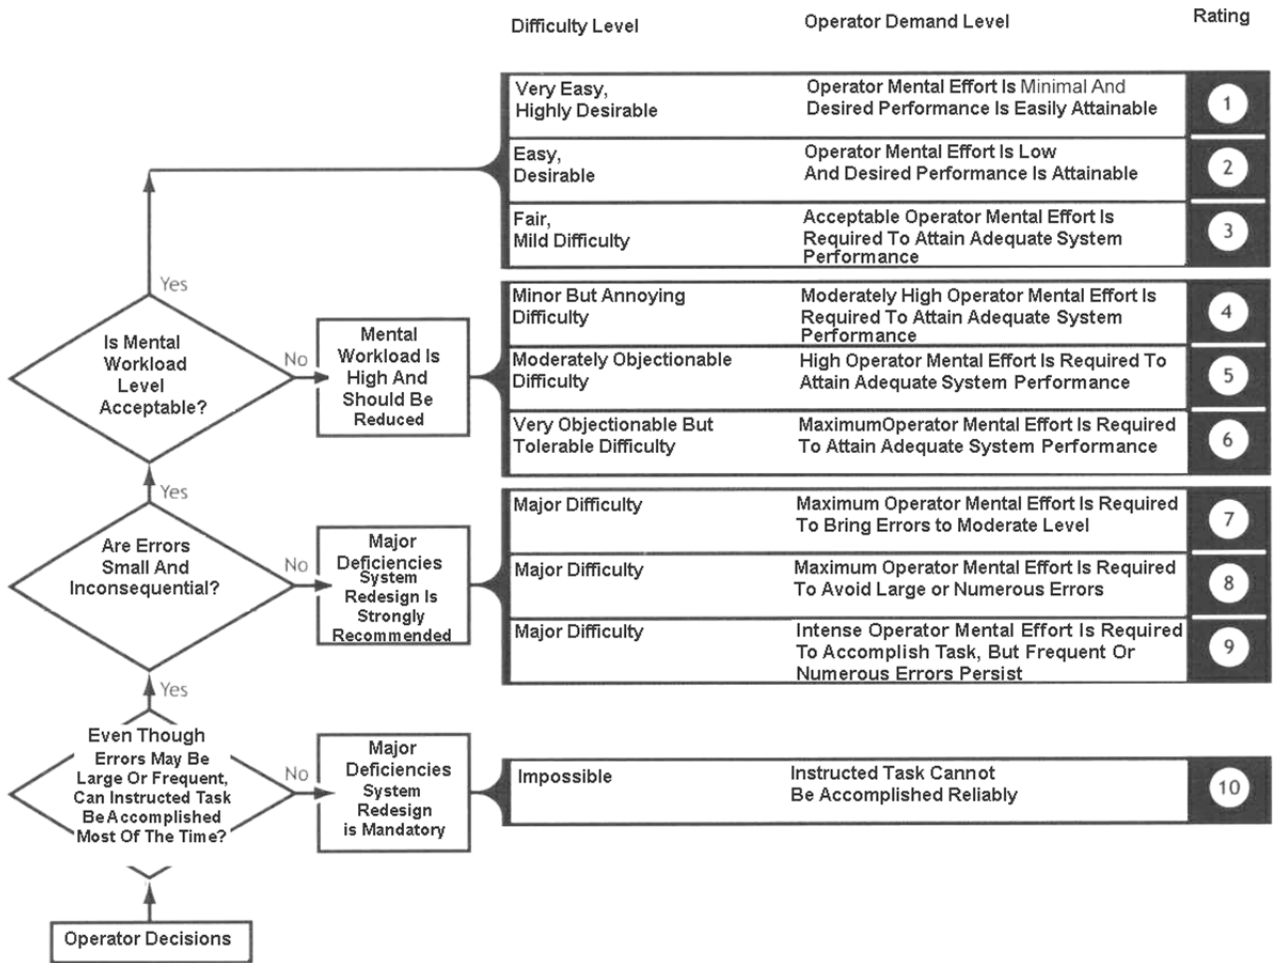 Difficulty Level
Operator Demand Level
Rating
Very Easy,
Highly Desirable
Operator Mental Effort Is Minimal And
Desired Performance Is Easily Attainable
1
Easy,
Desirable
Operator Mental Effort Is Low
And Desired Performance Is Attainable
2
Fair,
Mild Difficulty
Acceptable Operator Mental Effort Is
Required To Attain Adequate System
Performance
3
Yes
Is Mental
Workload
Level
Acceptable?
No
Mental
Workload Is
High And
Should Be
Reduced
Minor But Annoying
Difficulty
Moderately High Operator Mental Effort Is
Required To Attain Adequate System
Performance
4
Moderately Objectionable
Difficulty
High Operator Mental Effort Is Required To
Attain Adequate System Performance
5
Very Objectionable But
Tolerable Difficulty
MaximumOperator Mental Effort Is Required
To Attain Adequate System Performance
6
Yes
Are Errors
Small And
Inconsequential?
No
Major
Deficiencies
System
Redesign Is
Strongly
Recommended
Major Difficulty
Maximum Operator Mental Effort Is Required
To Bring Errors to Moderate Level
7
Major Difficulty
Maximum Operator Mental Effort Is Required
To Avoid Large or Numerous Errors
8
Major Difficulty
Intense Operator Mental Effort Is Required
To Accomplish Task, But Frequent Or
Numerous Errors Persist
9
Yes
Even Though
Errors May Be
Large Or Frequent,
Can Instructed Task
Be Accomplished
Most Of The Time?
No
Major
Deficiencies
System
Redesign
is Mandatory
Impossible
Instructed Task Cannot
Be Accomplished Reliably
10
Operator Decisions